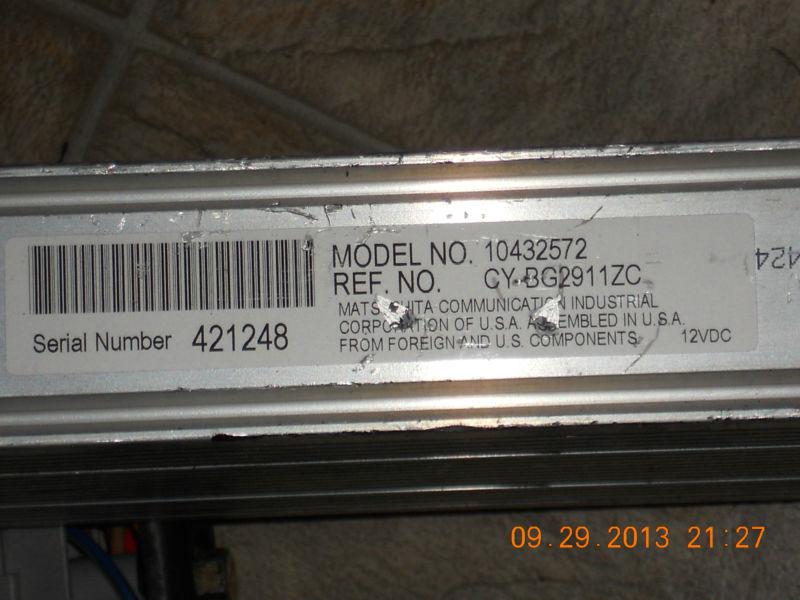 MODEL NO. 10432572
REF. NO. CY-BG2911ZC
MATSUSHITA COMMUNICATION INDUSTRIAL
CORPORATION OF U.S.A. ASSEMBLED IN U.S.A.
FROM FOREIGN AND U.S. COMPONENTS. 12VDC
Serial Number 421248
424
09.29.2013 21:27